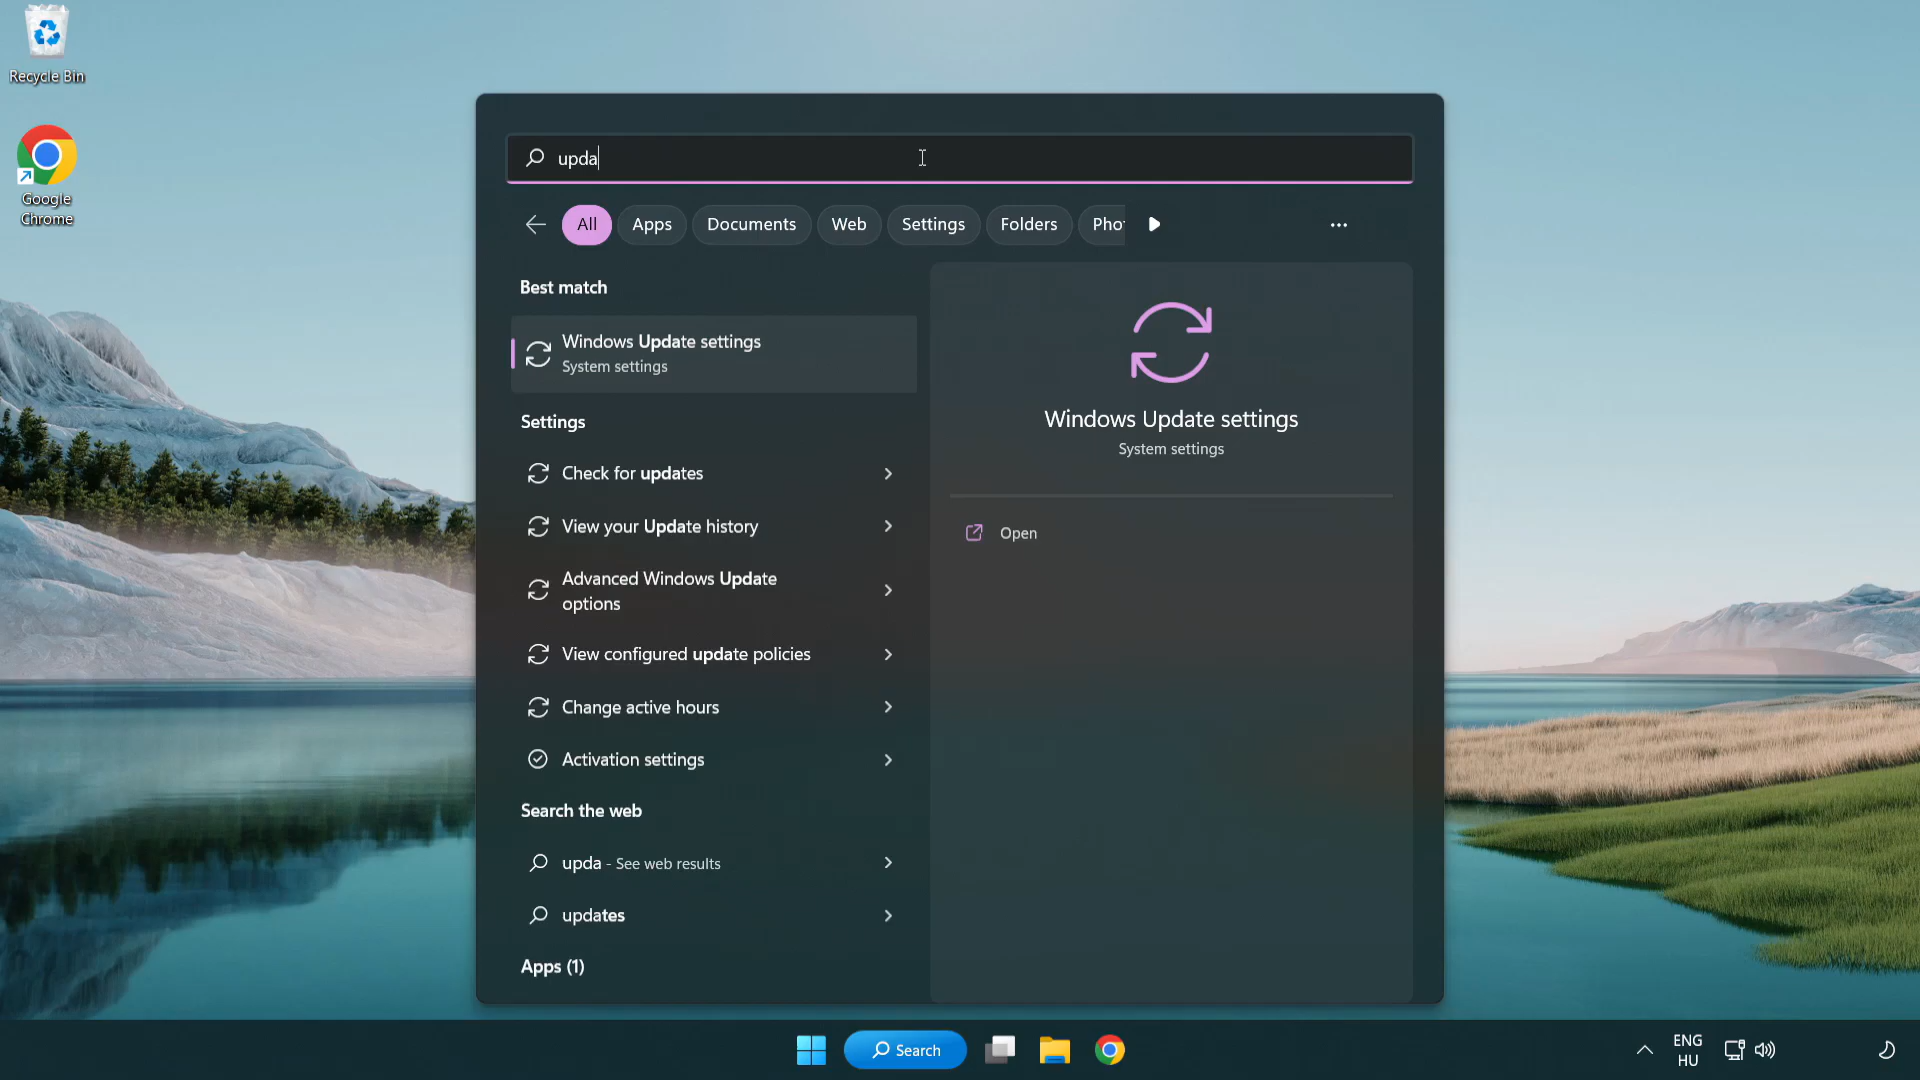 Recycle Bin
Google
Chrome
upda
All
Apps
Documents
Web
Settings
Folders
Best match
Windows Update settings
System settings
Settings
Check for updates
View your Update history
Advanced Windows Update
options
View configured update policies
Change active hours
Activation settings
Search the web
upda - See web results
updates
Apps (1)
Windows Update settings
System settings
Open
Search
ENG
HU